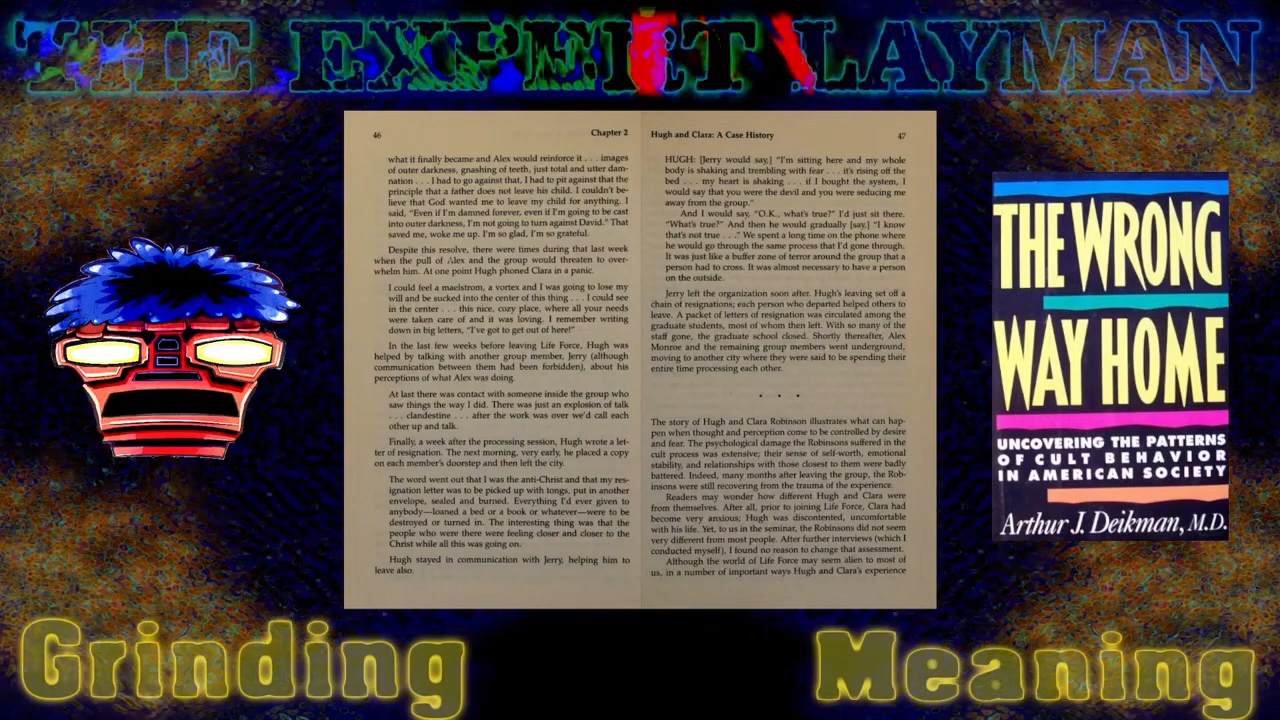 THE EXPERT LAYMAN
46
Chapter 2
what it finally became and Alex would reinforce it . . . images
of outer darkness, gnashing of teeth, just total and utter dam-
nation . . . I had to go against that, I had to pit against that the
principle that a father does not leave his child. I couldn't be-
lieve that God wanted me to leave my child for anything. I
said, "Even if I'm damned forever, even if I'm going to be cast
into outer darkness, I'm not going to turn against David." That
saved me, woke me up. I'm so glad, I'm so grateful.
Despite this resolve, there were times during that last week
when the pull of Alex and the group would threaten to over-
whelm him. At one point Hugh phoned Clara in a panic.
I could feel a maelstrom, a vortex and I was going to lose my
will and be sucked into the center of this thing . . . I could see
in the center . . . this nice, cozy place, where all your needs
were taken care of and it was loving. I remember writing
down in big letters, "I've got to get out of here!"
In the last few weeks before leaving Life Force, Hugh was
helped by talking with another group member, Jerry (although
communication between them had been forbidden), about his
perceptions of what Alex was doing.
At last there was contact with someone inside the group who
saw things the way I did. There was just an explosion of talk
. . . clandestine . . . after the work was over we'd call each
other up and talk.
Finally, a week after the processing session, Hugh wrote a let-
ter of resignation. The next morning, very early, he placed a copy
on each member's doorstep and then left the city.
The word went out that I was the anti-Christ and that my res-
ignation letter was to be picked up with tongs, put in another
envelope, sealed and burned. Everything I'd ever given to
anybody—loaned a bed or a book or whatever—were to be
destroyed or turned in. The interesting thing was that the
people who were there were feeling closer and closer to the
Christ while all this was going on.
Hugh stayed in communication with Jerry, helping him to
leave also.
Hugh and Clara: A Case History
47
HUGH: [Jerry would say,] "I'm sitting here and my whole
body is shaking and trembling with fear . . . it's rising off the
bed . . . my heart is shaking . . . if I bought the system, I
would say that you were the devil and you were seducing me
away from the group."
And I would say, "O.K., what's true?" I'd just sit there.
"What's true?" And then he would gradually [say,] "I know
that's not true . . ." We spent a long time on the phone where
he would go through the same process that I'd gone through.
It was just like a buffer zone of terror around the group that a
person had to cross. It was almost necessary to have a person
on the outside.
Jerry left the organization soon after. Hugh's leaving set off a
chain of resignations; each person who departed helped others to
leave. A packet of letters of resignation was circulated among the
graduate students, most of whom then left. With so many of the
staff gone, the graduate school closed. Shortly thereafter, Alex
Monroe and the remaining group members went underground,
moving to another city where they were said to be spending their
entire time processing each other.
• • •
The story of Hugh and Clara Robinson illustrates what can hap-
pen when thought and perception come to be controlled by desire
and fear. The psychological damage the Robinsons suffered in the
cult process was extensive; their sense of self-worth, emotional
stability, and relationships with those closest to them were badly
battered. Indeed, many months after leaving the group, the Rob-
insons were still recovering from the trauma of the experience.
Readers may wonder how different Hugh and Clara were
from themselves. After all, prior to joining Life Force, Clara had
become very anxious; Hugh was discontented, uncomfortable
with his life. Yet, to us in the seminar, the Robinsons did not seem
very different from most people. After further interviews (which I
conducted myself), I found no reason to change that assessment.
Although the world of Life Force may seem alien to most of
us, in a number of important ways Hugh and Clara's experience
THE WRONG
WAY HOME
UNCOVERING THE PATTERNS
OF CULT BEHAVIOR
IN AMERICAN SOCIETY
Arthur J. Deikman, M.D.
Grinding
Meaning